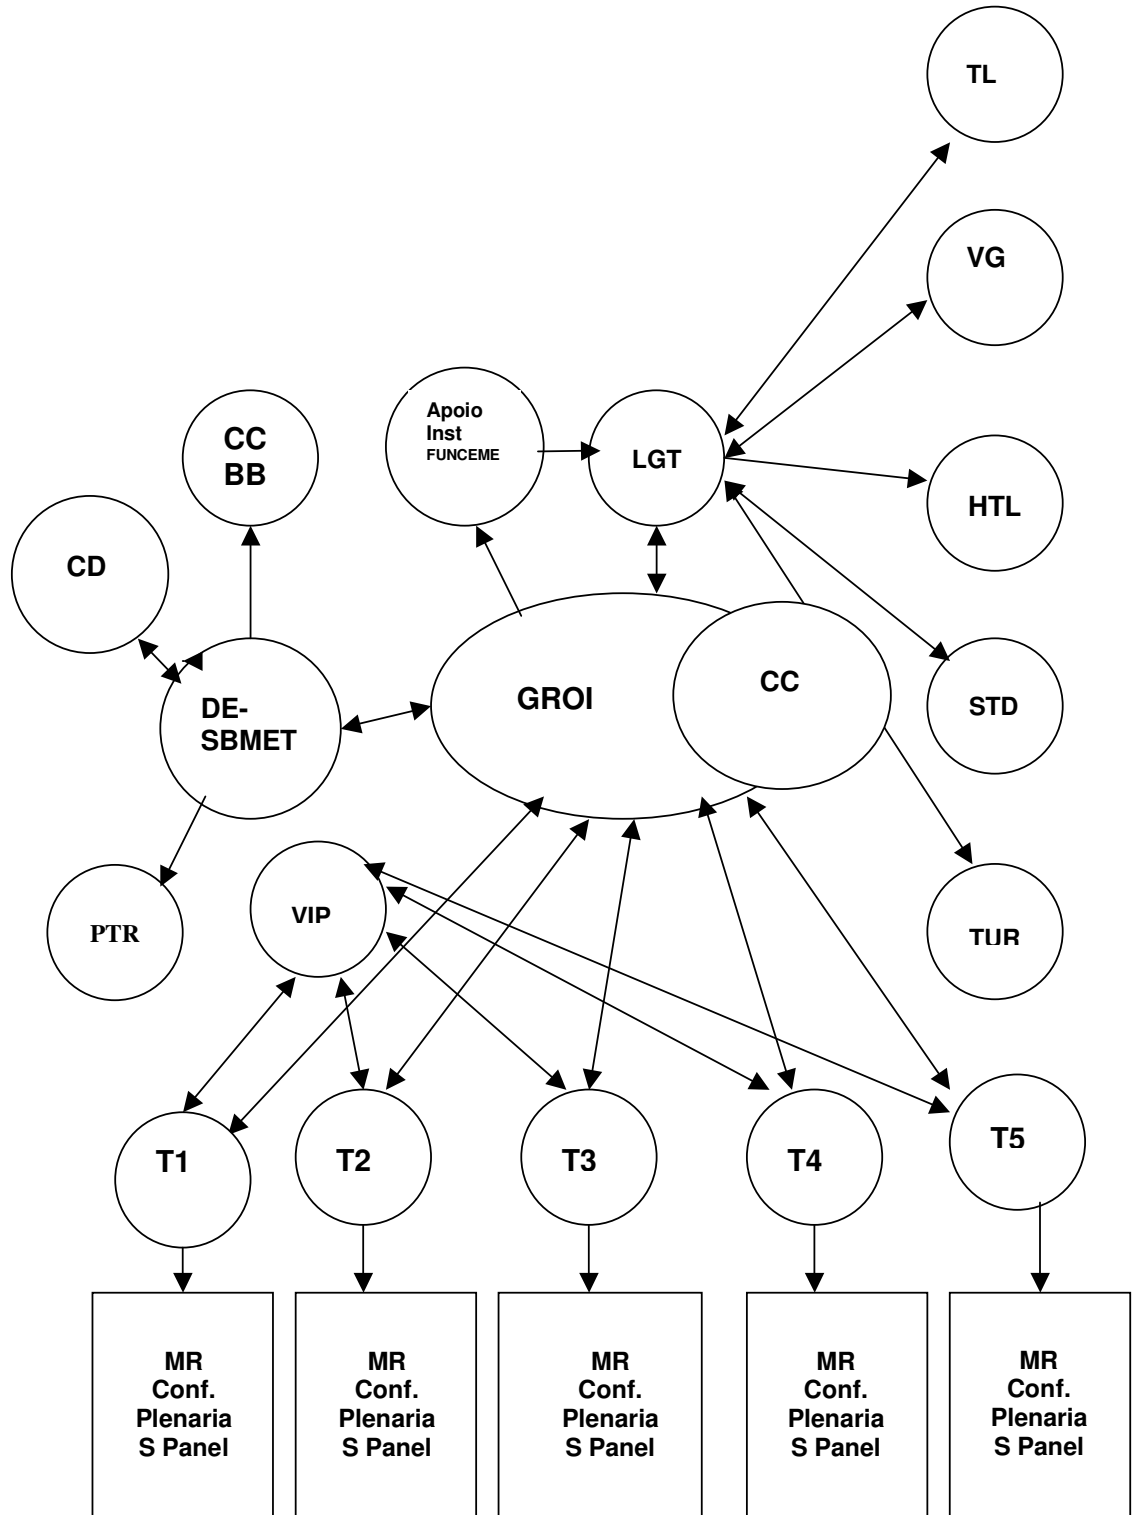 TL
VG
Apoio
Inst
FUNCEME
LGT
CC
BB
HTL
CD
CC
GROI
STD
DE-
SBMET
VIP
PTR
TUR
T1
T2
T3
T4
T5
MR
Conf.
Plenaria
S Panel
MR
Conf.
Plenaria
S Panel
MR
Conf.
Plenaria
S Panel
MR
Conf.
Plenaria
S Panel
MR
Conf.
Plenaria
S Panel